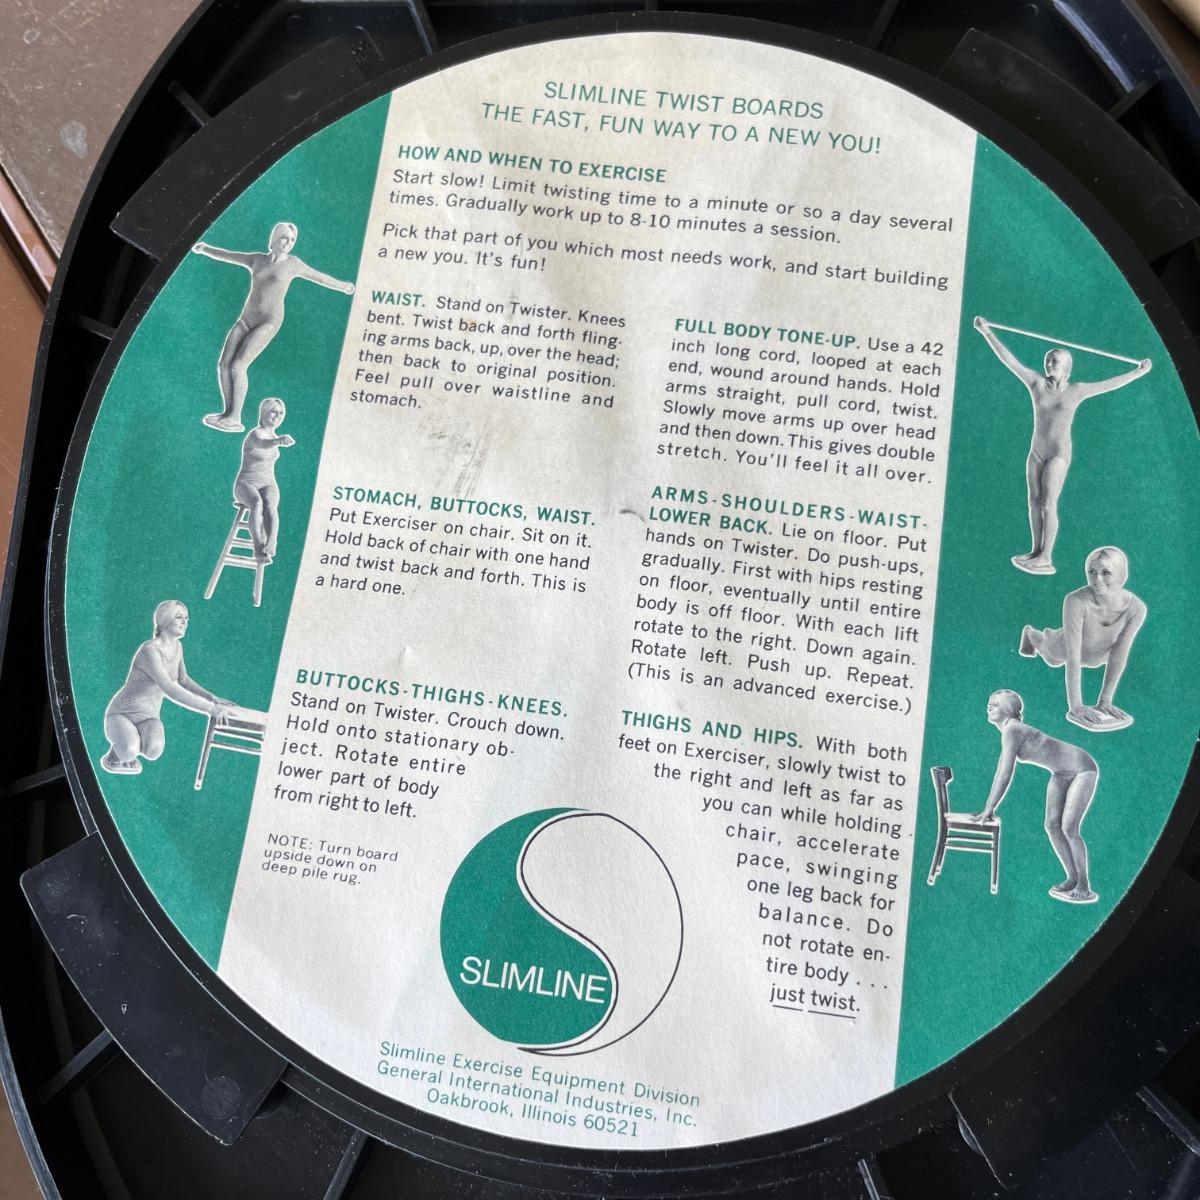 SLIMLINE TWIST BOARDS
THE FAST, FUN WAY TO A NEW YOU!
HOW AND WHEN TO EXERCISE
Start slow! Limit twisting time to a minute or so a day several
times. Gradually work up to 8-10 minutes a session.
Pick that part of you which most needs work, and start building
a new you. It's fun!
WAIST. Stand on Twister. Knees
bent. Twist back and forth fling-
ing arms back, up, over the head;
then back to original position.
Feel pull over waistline and
stomach.
STOMACH, BUTTOCKS, WAIST.
Put Exerciser on chair. Sit on it.
Hold back of chair with one hand
and twist back and forth. This is
a hard one.
BUTTOCKS-THIGHS-KNEES.
Stand on Twister. Crouch down.
Hold onto stationary ob-
ject. Rotate entire
lower part of body
from right to left.
NOTE: Turn board
upside down on
deep pile rug.
FULL BODY TONE-UP. Use a 42
inch long cord, looped at each
end, wound around hands. Hold
arms straight, pull cord, twist.
Slowly move arms up over head
and then down. This gives double
stretch. You'll feel it all over.
ARMS-SHOULDERS-WAIST-
LOWER BACK. Lie on floor. Put
hands on Twister. Do push-ups,
gradually. First with hips resting
on floor, eventually until entire
body is off floor. With each lift
rotate to the right. Down again.
Rotate left. Push up. Repeat.
(This is an advanced exercise.)
THIGHS AND HIPS. With both
feet on Exerciser, slowly twist to
the right and left as far as
you can while holding
chair, accelerate
pace, swinging
one leg back for
balance. Do
not rotate en-
tire body . . .
just twist.
SLIMLINE
Slimline Exercise Equipment Division
General International Industries, Inc.
Oakbrook, Illinois 60521